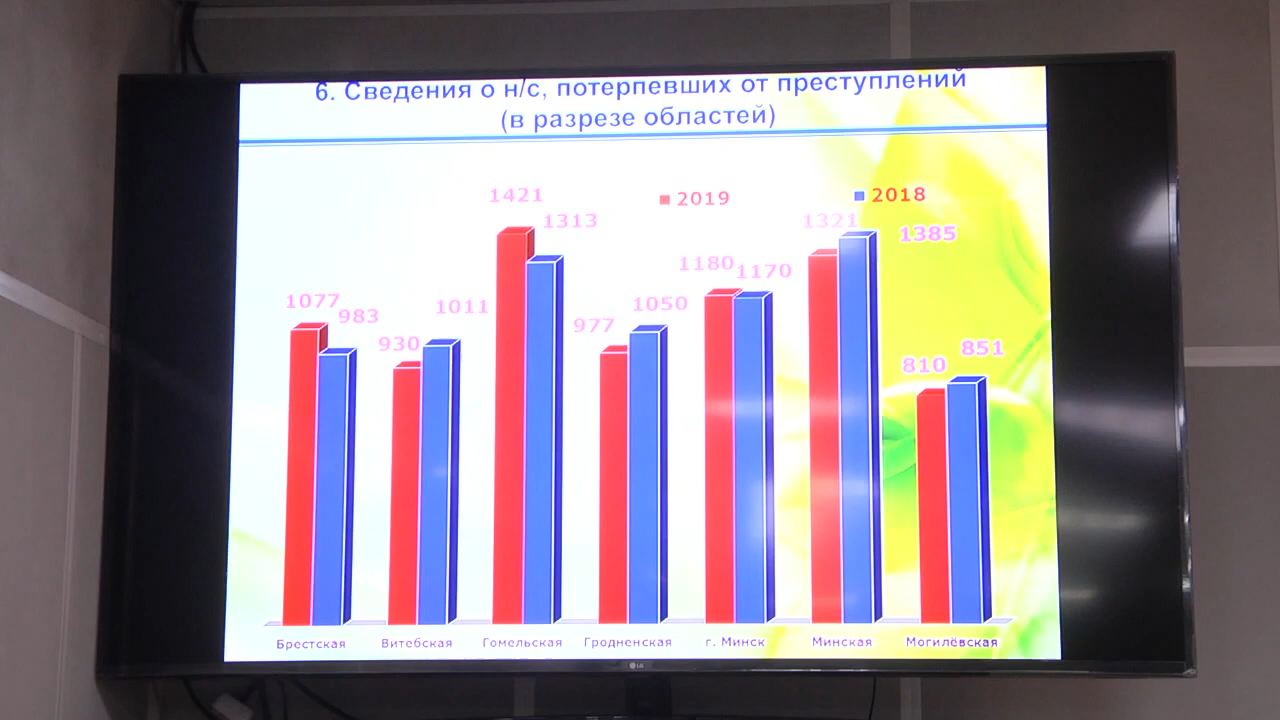 6. Сведения о н/с, потерпевших от преступлений
(в разрезе областей)
2019 2018
1077 983 930 1011 1421 1313 977 1050 1180 1170 1321 1385 810 851
Брестская Витебская Гомельская Гродненская г. Минск Минская Могилёвская
LG